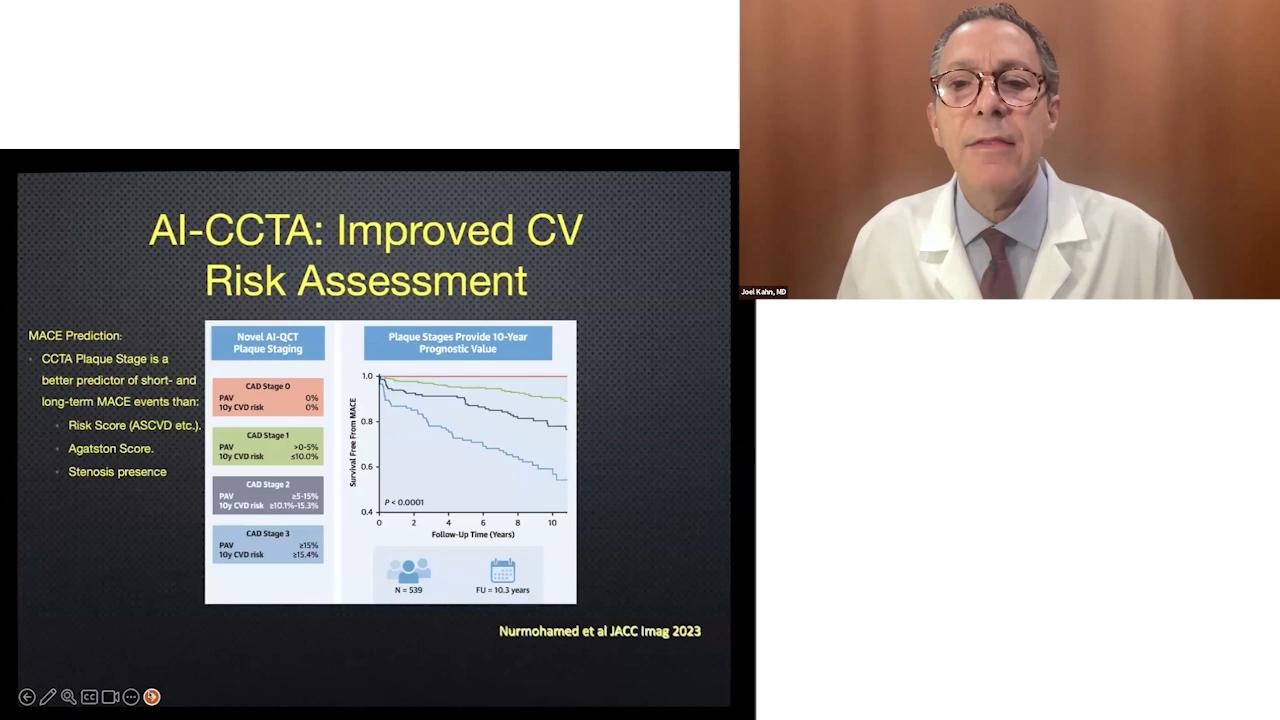 Joel Kahn, MD
AI-CCTA: Improved CV
Risk Assessment
MACE Prediction:
CCTA Plaque Stage is a
better predictor of short- and
long-term MACE events than:
Risk Score (ASCVD etc.).
Agatston Score.
Stenosis presence
Novel AI-QCT
Plaque Staging
CAD Stage 0
PAV 0%
10y CVD risk 0%
CAD Stage 1
PAV >0-5%
10y CVD risk ≤10.0%
CAD Stage 2
PAV ≥5-15%
10y CVD risk ≥10.1%-15.3%
CAD Stage 3
PAV ≥15%
10y CVD risk ≥15.4%
Plaque Stages Provide 10-Year
Prognostic Value
Survival Free From MACE
1.0
0.8
0.6
0.4
P < 0.0001
0 2 4 6 8 10
Follow-Up Time (Years)
N = 539
FU = 10.3 years
Nurmohamed et al JACC Imag 2023
CC